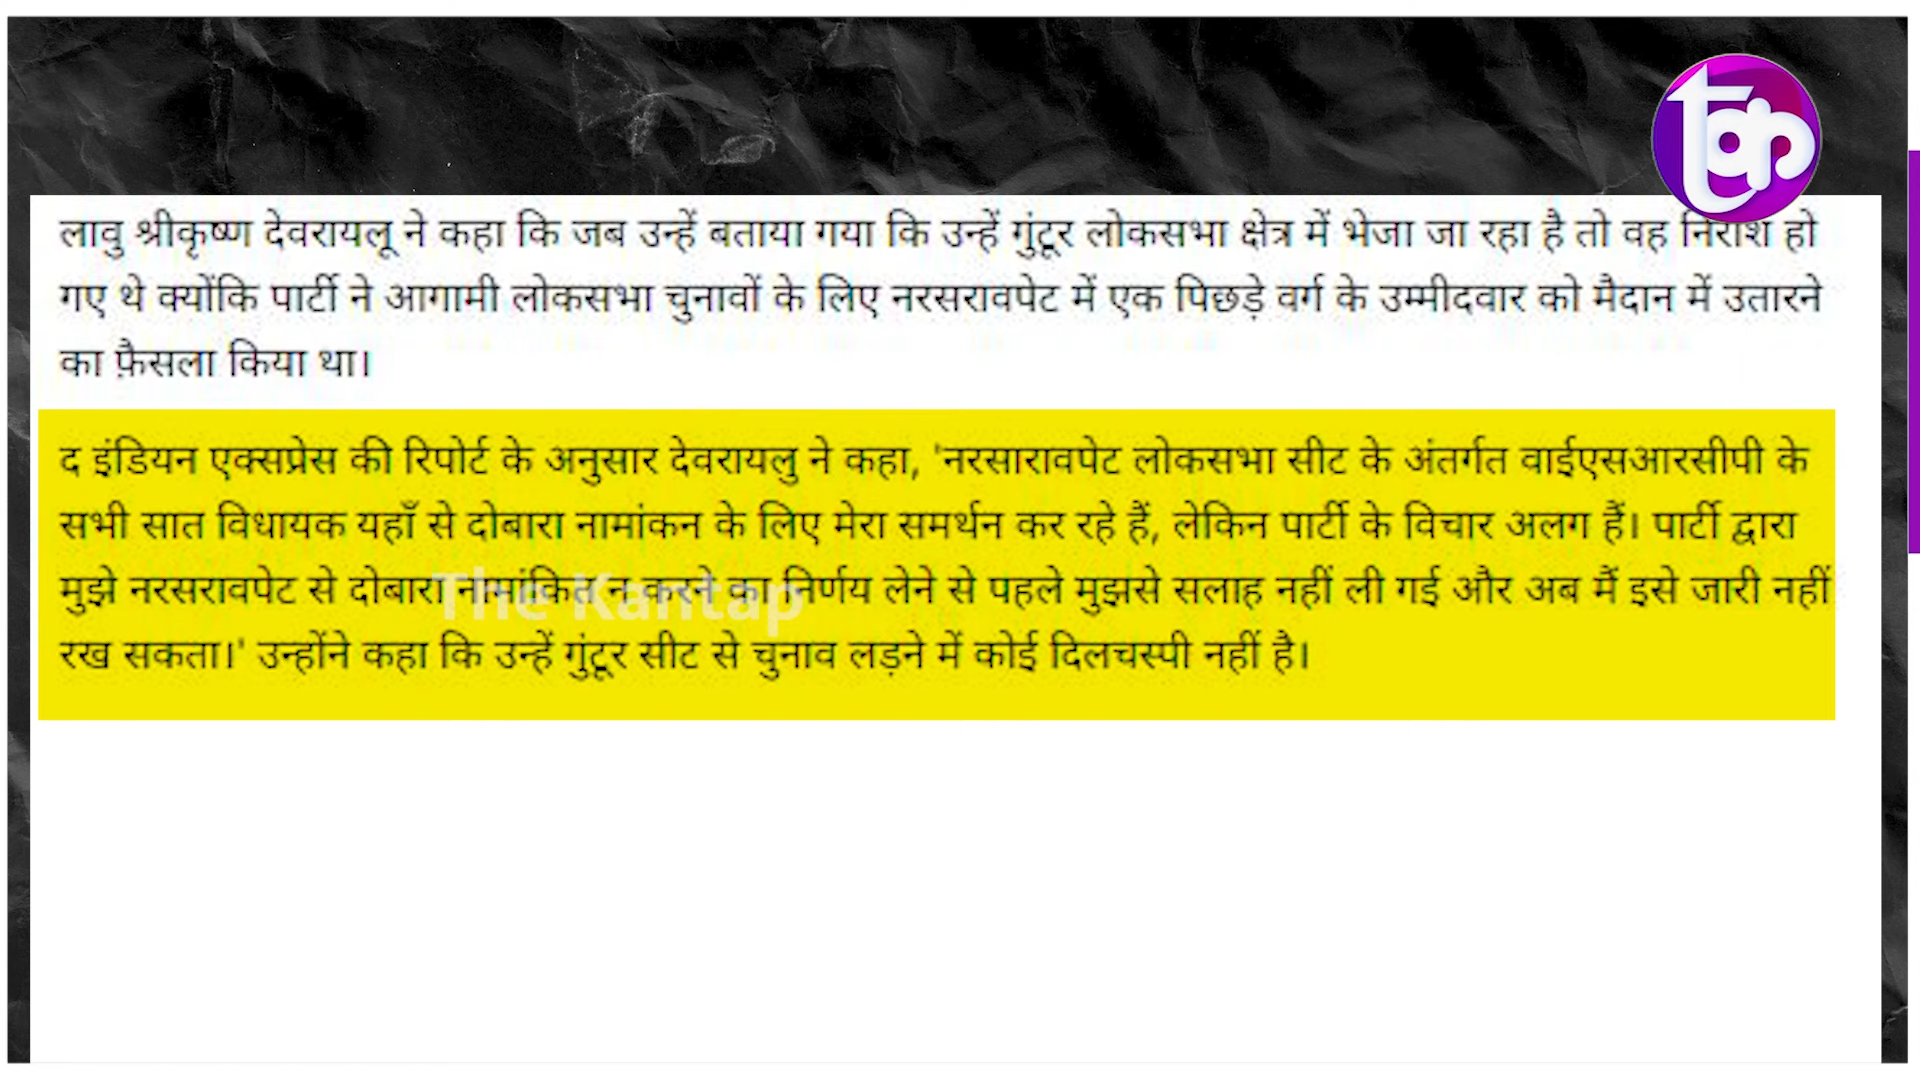 लावु श्रीकृष्ण देवरायलू ने कहा कि जब उन्हें बताया गया कि उन्हें गुंटूर लोकसभा क्षेत्र में भेजा जा रहा है तो वह निराश हो
गए थे क्योंकि पार्टी ने आगामी लोकसभा चुनावों के लिए नरसरावपेट में एक पिछड़े वर्ग के उम्मीदवार को मैदान में उतारने
का फ़ैसला किया था।
द इंडियन एक्सप्रेस की रिपोर्ट के अनुसार देवरायलु ने कहा, 'नरसारावपेट लोकसभा सीट के अंतर्गत वाईएसआरसीपी के
सभी सात विधायक यहाँ से दोबारा नामांकन के लिए मेरा समर्थन कर रहे हैं, लेकिन पार्टी के विचार अलग हैं। पार्टी द्वारा
मुझे नरसरावपेट से दोबारा नामांकित न करने का निर्णय लेने से पहले मुझसे सलाह नहीं ली गई और अब मैं इसे जारी नहीं
रख सकता।' उन्होंने कहा कि उन्हें गुंटूर सीट से चुनाव लड़ने में कोई दिलचस्पी नहीं है।
The Kantap